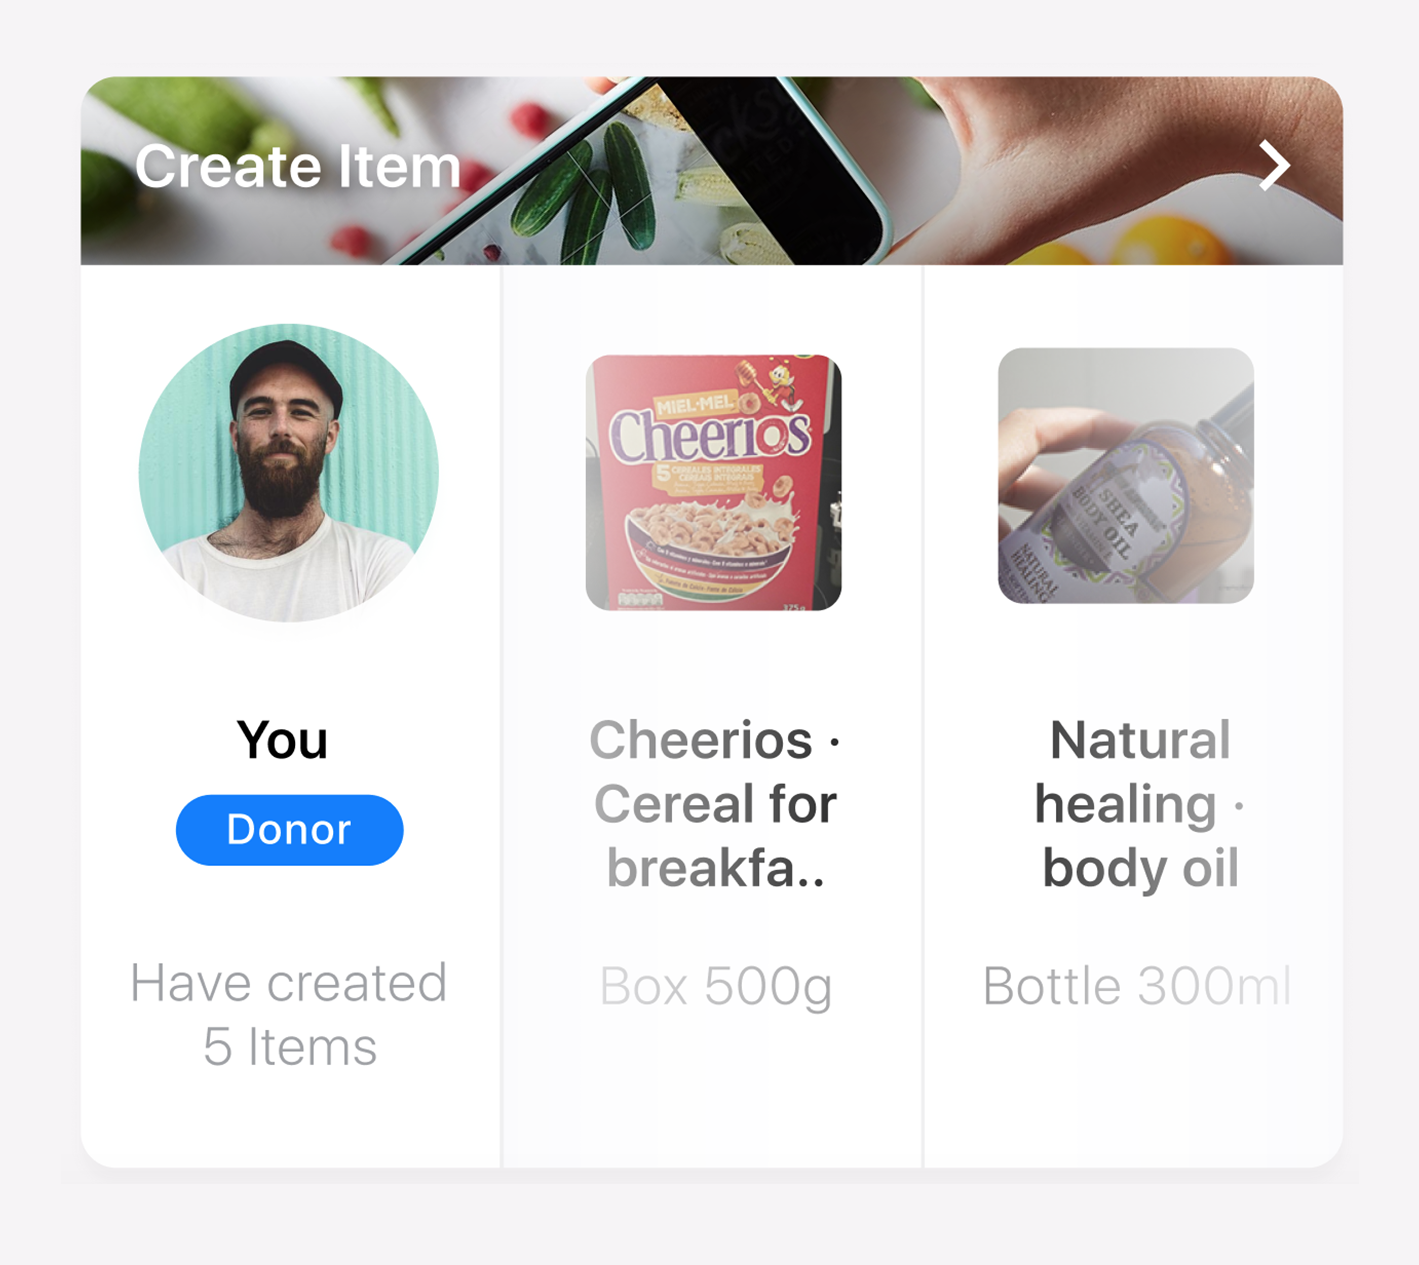 Create Item
You
Donor
Have created
5 Items
MIEL·MEL
Cheerios
5 CEREALES INTEGRALES
CEREAIS INTEGRAIS
375g
Cheerios ·
Cereal for
breakfa..
Box 500g
SHEA
BODY OIL
NATURAL
HEALING
Natural
healing ·
body oil
Bottle 300ml